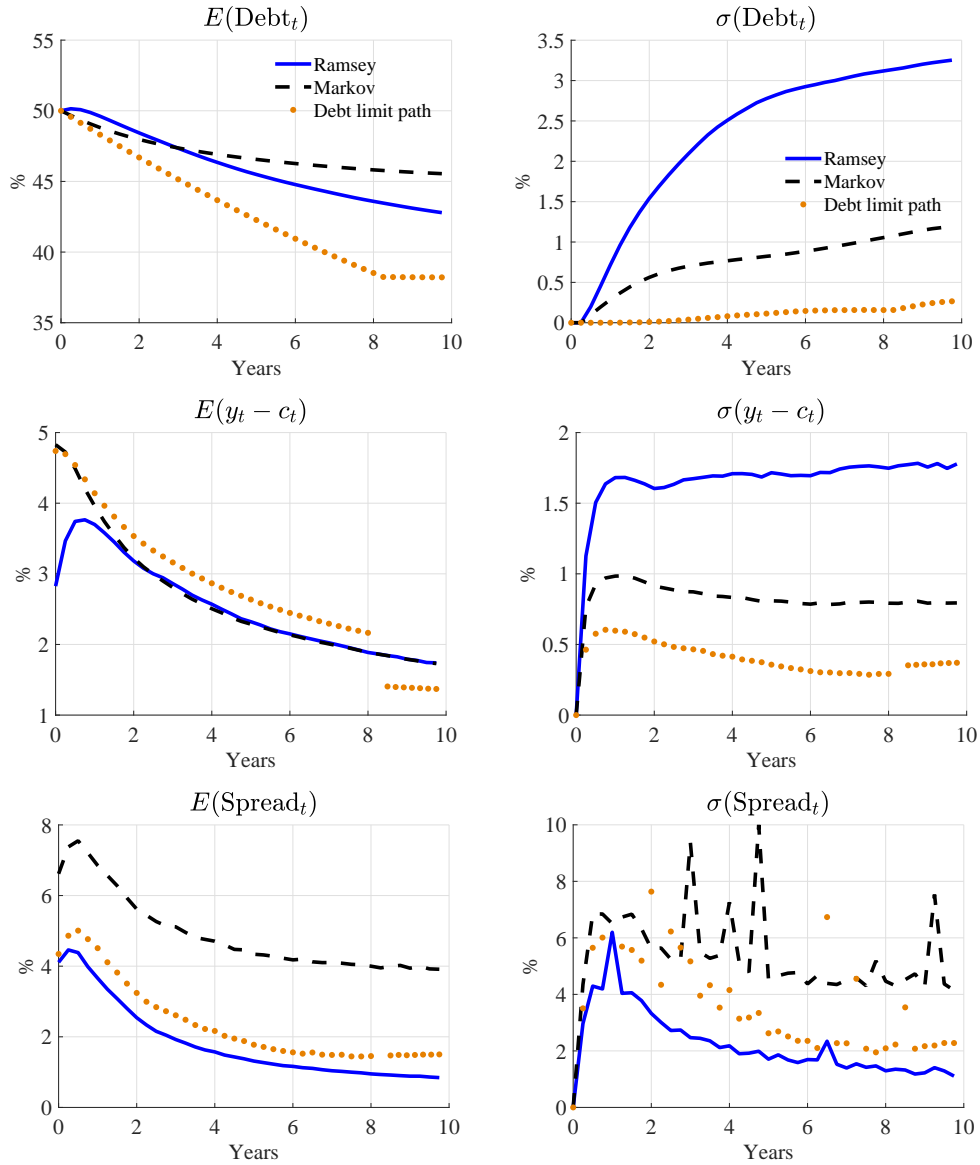 E(Debt_t)
55
50
45
40
35
%
0 2 4 6 8 10
Years
Ramsey
Markov
Debt limit path
σ(Debt_t)
3.5
3
2.5
2
1.5
1
0.5
0
%
0 2 4 6 8 10
Years
Ramsey
Markov
Debt limit path
E(y_t − c_t)
5
4
3
2
1
%
0 2 4 6 8 10
Years
σ(y_t − c_t)
2
1.5
1
0.5
0
%
0 2 4 6 8 10
Years
E(Spread_t)
8
6
4
2
0
%
0 2 4 6 8 10
Years
σ(Spread_t)
10
8
6
4
2
0
%
0 2 4 6 8 10
Years